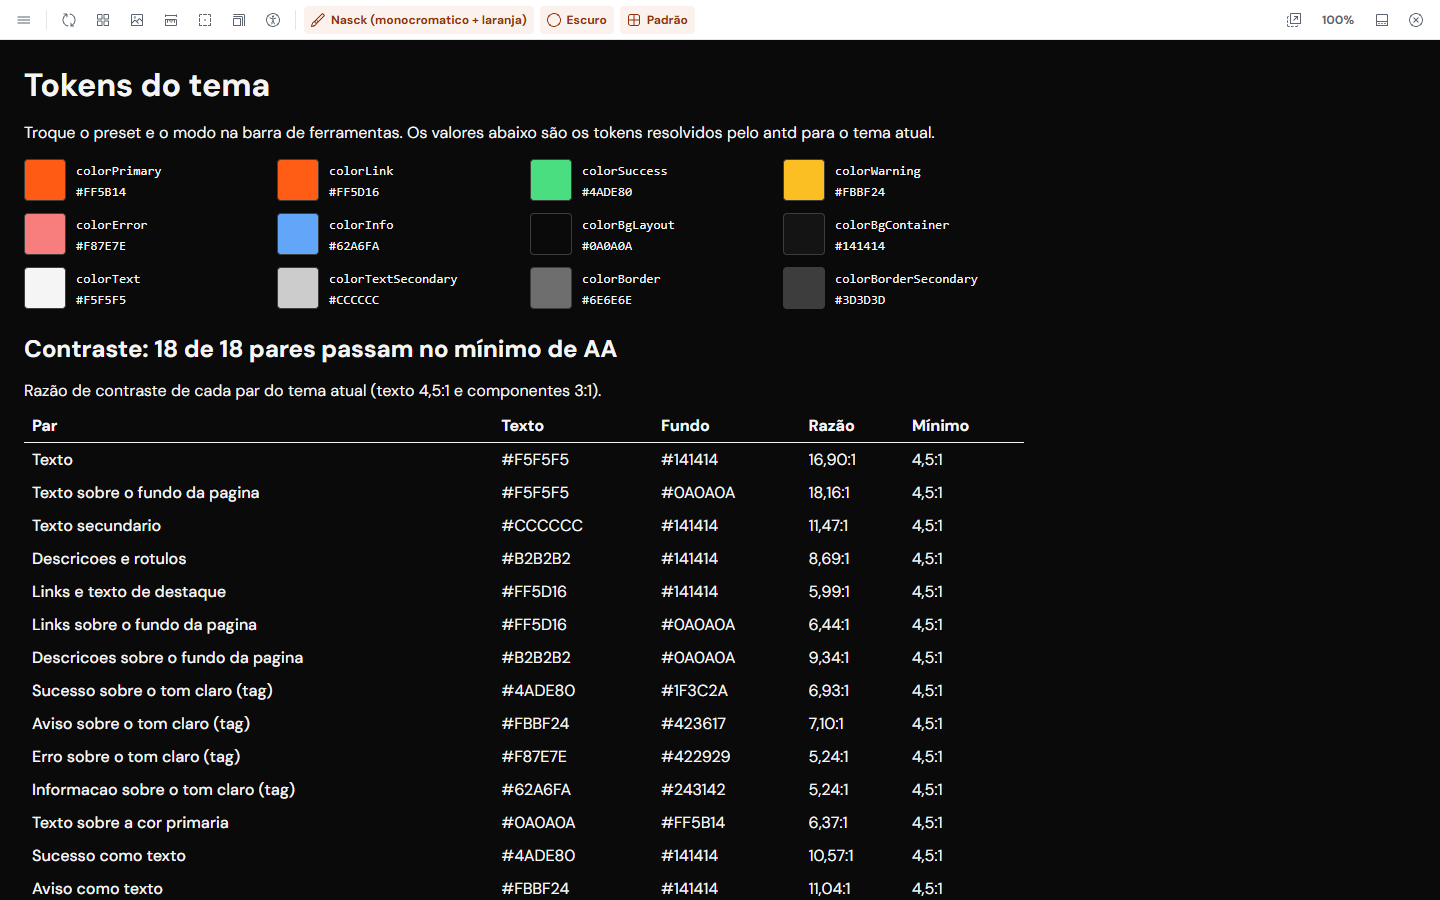 Nasck (monocromatico + laranja) Escuro Padrão 100%
Tokens do tema
Troque o preset e o modo na barra de ferramentas. Os valores abaixo são os tokens resolvidos pelo antd para o tema atual.
colorPrimary colorLink colorSuccess colorWarning
#FF5B14 #FF5D16 #4ADE80 #FBBF24
colorError colorInfo colorBgLayout colorBgContainer
#F87E7E #62A6FA #0A0A0A #141414
colorText colorTextSecondary colorBorder colorBorderSecondary
#F5F5F5 #CCCCCC #6E6E6E #3D3D3D
Contraste: 18 de 18 pares passam no mínimo de AA
Razão de contraste de cada par do tema atual (texto 4,5:1 e componentes 3:1).
Par Texto Fundo Razão Mínimo
Texto #F5F5F5 #141414 16,90:1 4,5:1
Texto sobre o fundo da pagina #F5F5F5 #0A0A0A 18,16:1 4,5:1
Texto secundario #CCCCCC #141414 11,47:1 4,5:1
Descricoes e rotulos #B2B2B2 #141414 8,69:1 4,5:1
Links e texto de destaque #FF5D16 #141414 5,99:1 4,5:1
Links sobre o fundo da pagina #FF5D16 #0A0A0A 6,44:1 4,5:1
Descricoes sobre o fundo da pagina #B2B2B2 #0A0A0A 9,34:1 4,5:1
Sucesso sobre o tom claro (tag) #4ADE80 #1F3C2A 6,93:1 4,5:1
Aviso sobre o tom claro (tag) #FBBF24 #423617 7,10:1 4,5:1
Erro sobre o tom claro (tag) #F87E7E #422929 5,24:1 4,5:1
Informacao sobre o tom claro (tag) #62A6FA #243142 5,24:1 4,5:1
Texto sobre a cor primaria #0A0A0A #FF5B14 6,37:1 4,5:1
Sucesso como texto #4ADE80 #141414 10,57:1 4,5:1
Aviso como texto #FBBF24 #141414 11,04:1 4,5:1